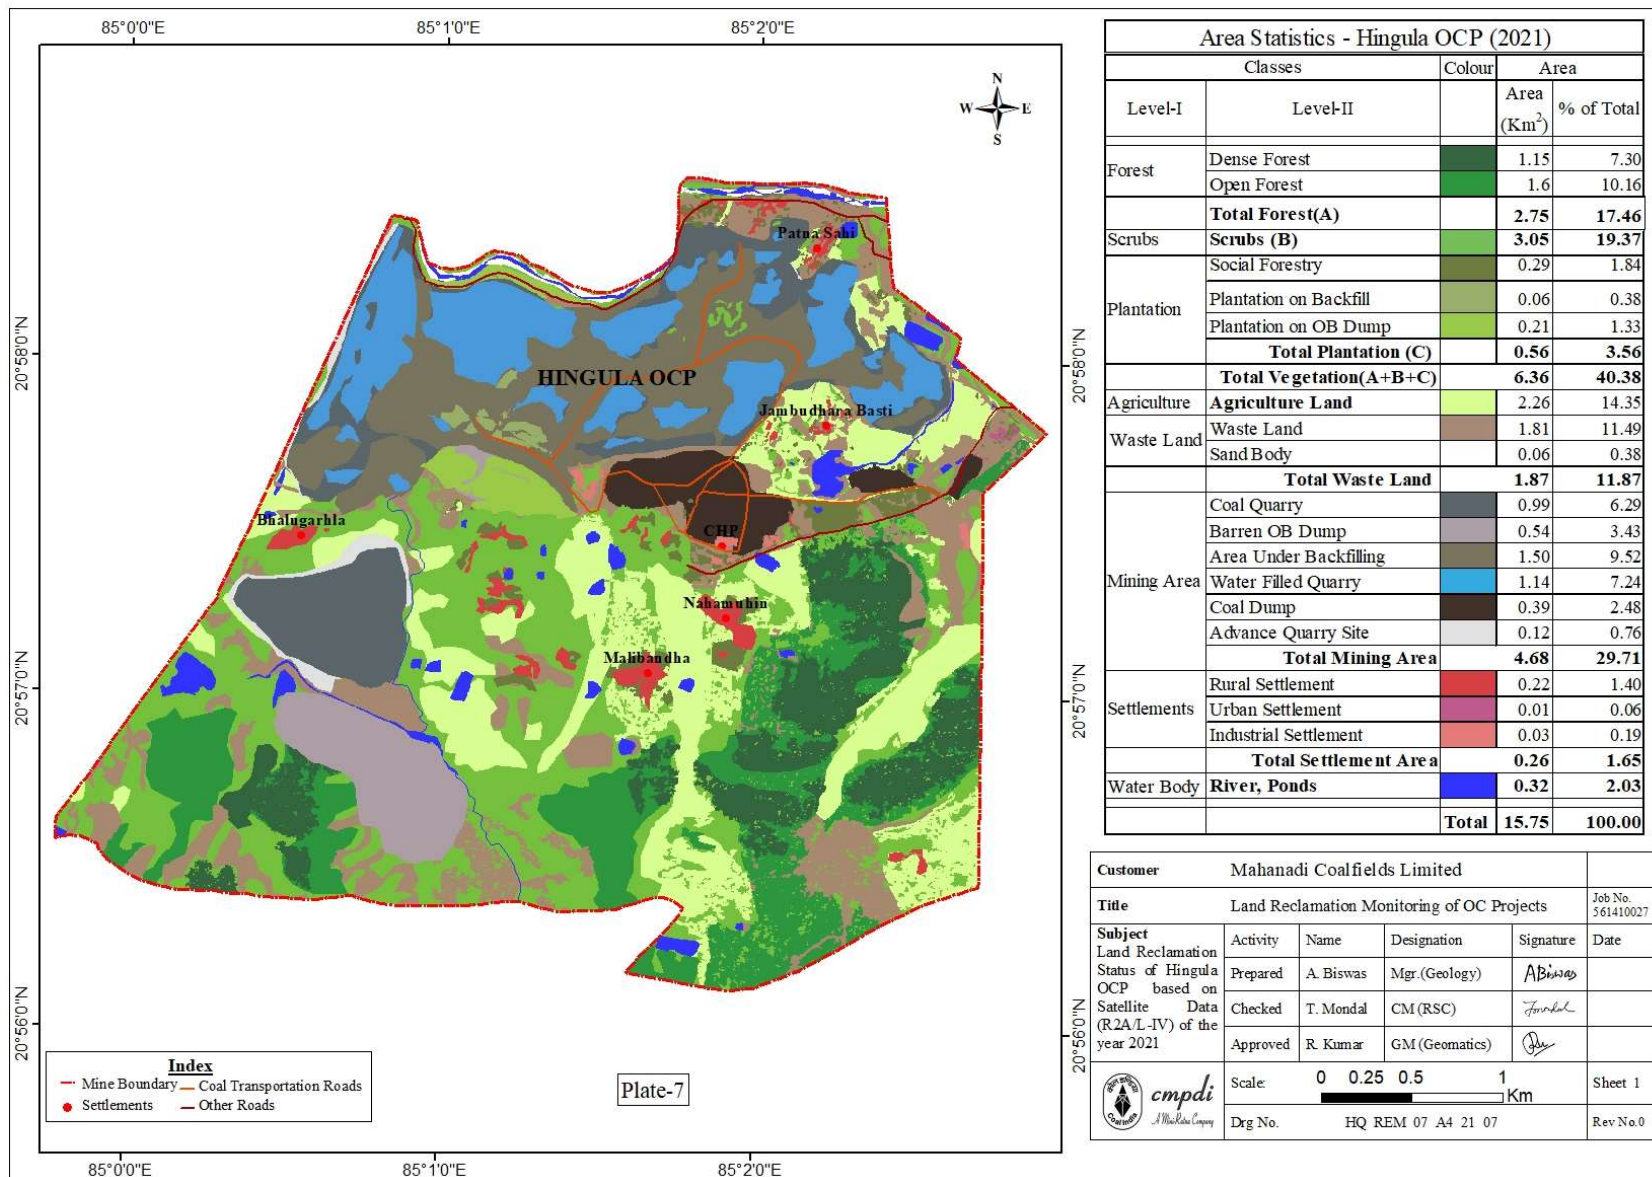 85°0'0"E 85°1'0"E 85°2'0"E
N
W E
S
20°58'0"N
20°57'0"N
20°56'0"N
20°58'0"N
20°57'0"N
20°56'0"N
Patna Sahi
HINGULA OCP
Jambudhara Basti
Bhalugarhla
CHP
Nahamuhin
Malibandha
Index
Mine Boundary Coal Transportation Roads
Settlements Other Roads
Plate-7
85°0'0"E 85°1'0"E 85°2'0"E
Area Statistics - Hingula OCP (2021)
Classes Colour Area
Level-I Level-II Area (Km²) % of Total
Forest Dense Forest 1.15 7.30
Open Forest 1.6 10.16
Total Forest(A) 2.75 17.46
Scrubs Scrubs (B) 3.05 19.37
Plantation Social Forestry 0.29 1.84
Plantation on Backfill 0.06 0.38
Plantation on OB Dump 0.21 1.33
Total Plantation (C) 0.56 3.56
Total Vegetation(A+B+C) 6.36 40.38
Agriculture Agriculture Land 2.26 14.35
Waste Land Waste Land 1.81 11.49
Sand Body 0.06 0.38
Total Waste Land 1.87 11.87
Mining Area Coal Quarry 0.99 6.29
Barren OB Dump 0.54 3.43
Area Under Backfilling 1.50 9.52
Water Filled Quarry 1.14 7.24
Coal Dump 0.39 2.48
Advance Quarry Site 0.12 0.76
Total Mining Area 4.68 29.71
Settlements Rural Settlement 0.22 1.40
Urban Settlement 0.01 0.06
Industrial Settlement 0.03 0.19
Total Settlement Area 0.26 1.65
Water Body River, Ponds 0.32 2.03
Total 15.75 100.00
Customer Mahanadi Coalfields Limited
Title Land Reclamation Monitoring of OC Projects Job No. 561410027
Subject
Land Reclamation
Status of Hingula
OCP based on
Satellite Data
(R2A/L-IV) of the
year 2021
Activity Name Designation Signature Date
Prepared A. Biswas Mgr.(Geology) ABiswas
Checked T. Mondal CM (RSC)
Approved R. Kumar GM (Geomatics)
cmpdi
A Mini Ratna Company
Coal India
Scale: 0 0.25 0.5 1 Km Sheet 1
Drg No. HQ REM 07 A4 21 07 Rev No.0